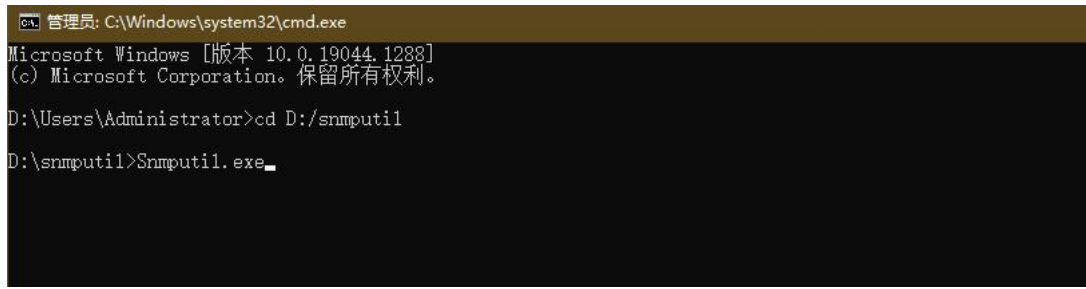 管理员: C:\Windows\system32\cmd.exe
Microsoft Windows [版本 10.0.19044.1288]
(c) Microsoft Corporation。保留所有权利。
D:\Users\Administrator>cd D:/snmputil
D:\snmputil>Snmputil.exe